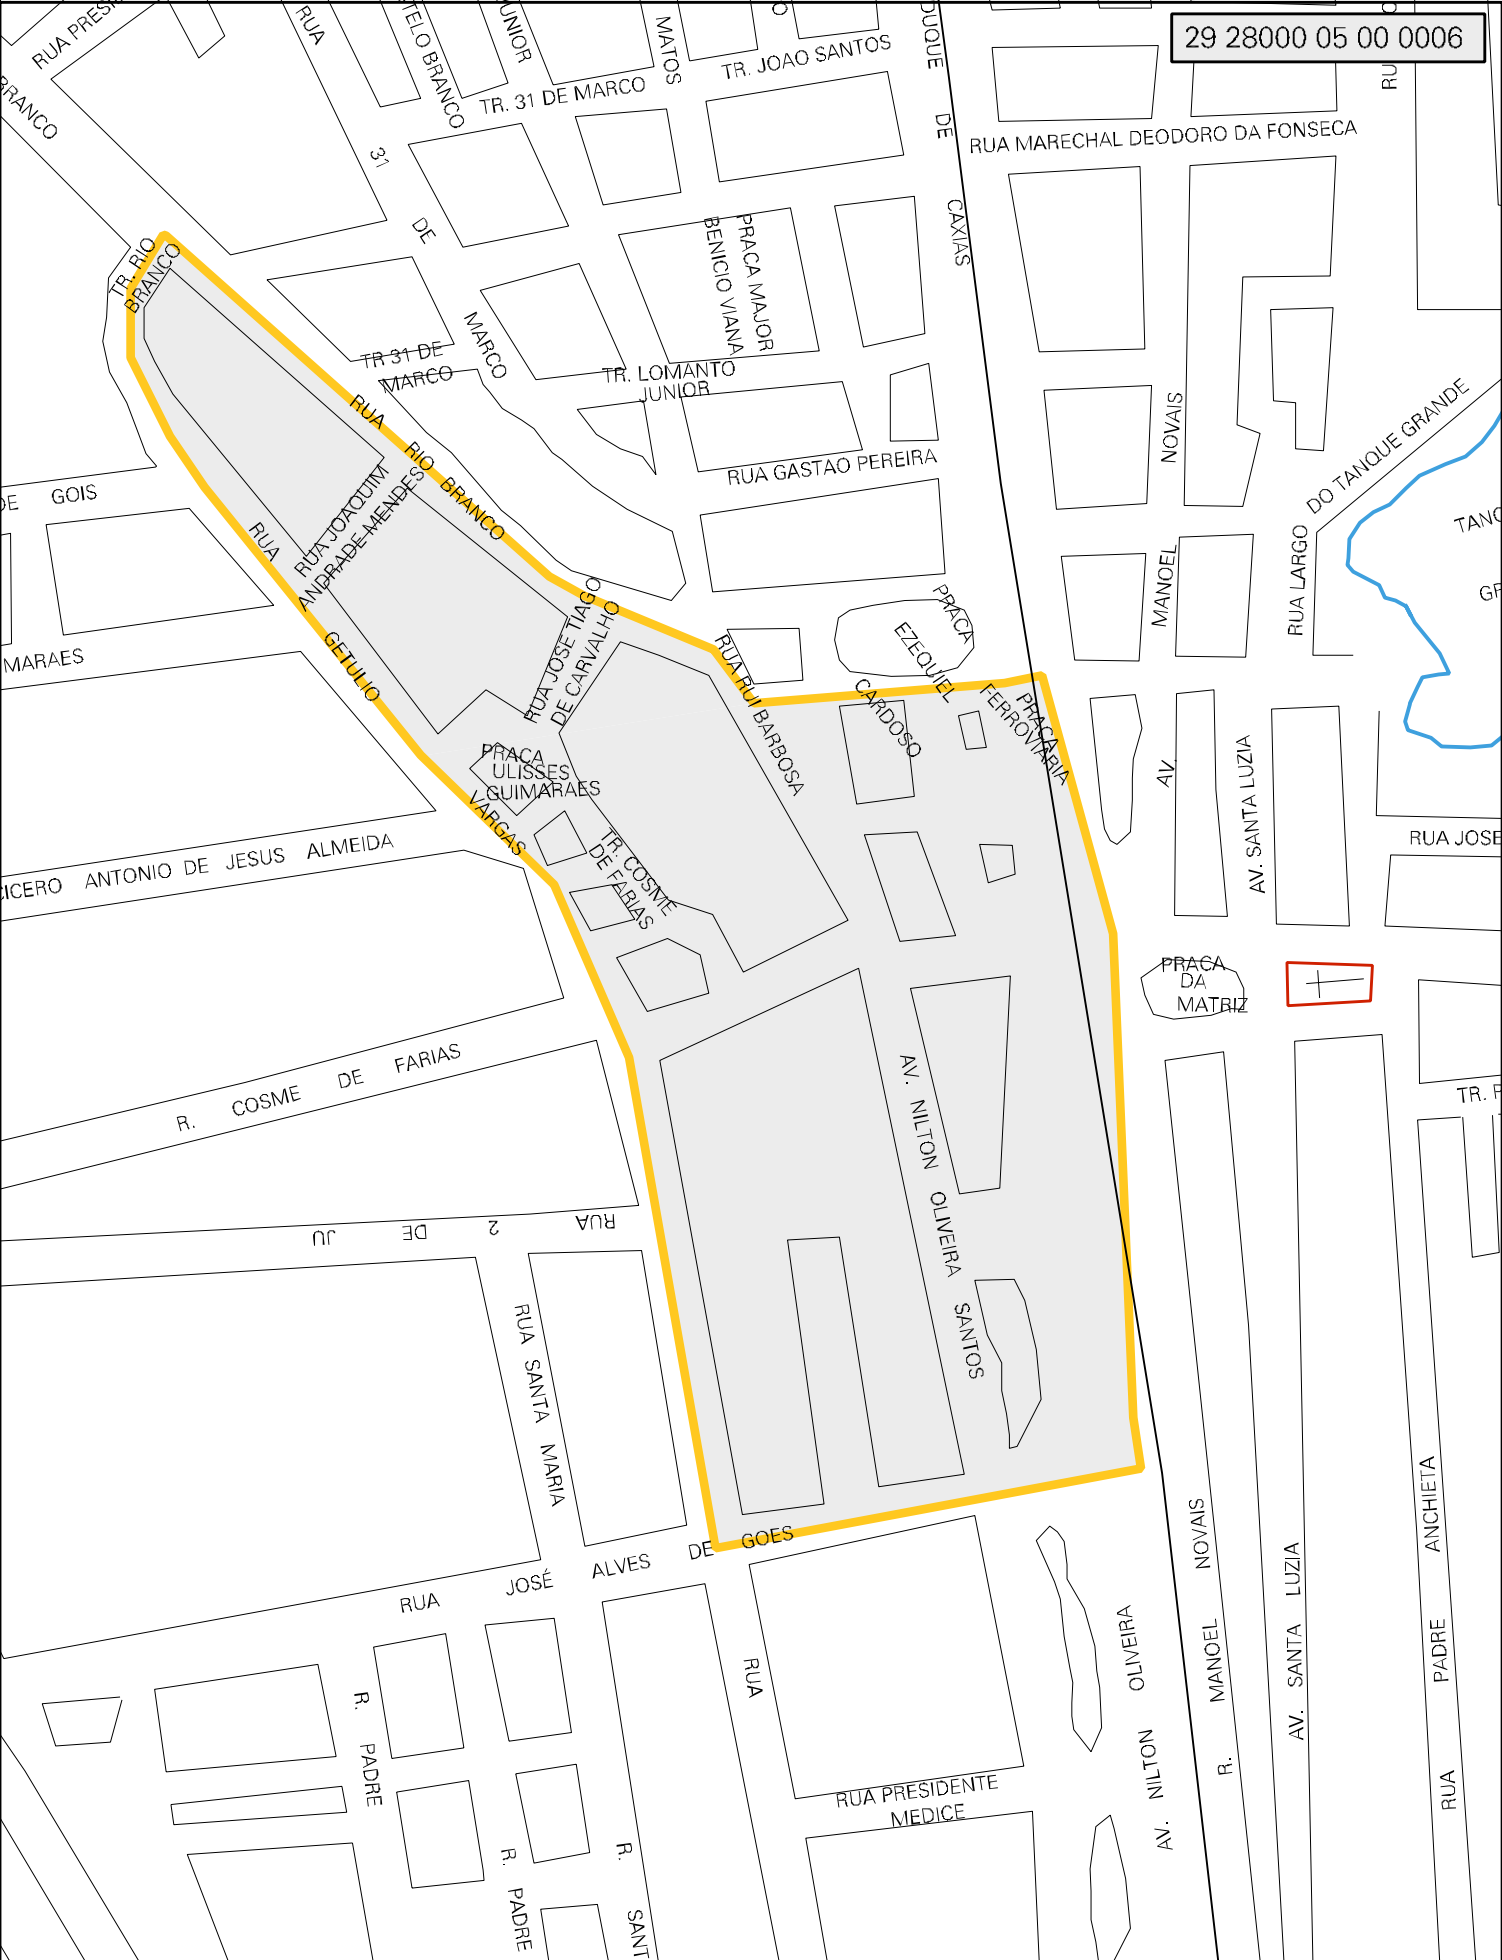 29 28000 05 00 0006
RUA
JUNIOR
MATOS
DUQUE
TELO BRANCO
TR. JOAO SANTOS
TR. 31 DE MARCO
BRANCO
DE
RUA MARECHAL DEODORO DA FONSECA
31
DE
CAXIAS
PRACA MAJOR
BENICIO VIANA
TR. RIO
BRANCO
MARCO
TR 31 DE
MARCO
TR. LOMANTO
JUNIOR
RUA
RIO
BRANCO
NOVAIS
DO TANQUE GRANDE
RUA GASTAO PEREIRA
DE GOIS
RUA JOAQUIM
ANDRADE MENDES
RUA
RUA LARGO
MANOEL
PRACA
EZEQUIEL
CARDOSO
RUA JOSE TIAGO
DE CARVALHO
RUA RUI BARBOSA
MARAES
GETULIO
PRACA
FERROVIARIA
PRACA
ULISSES
GUIMARAES
VARGAS
AV.
AV. SANTA LUZIA
RUA JOSE
TR. COSME
DE FARIAS
CICERO ANTONIO DE JESUS ALMEIDA
PRACA
DA
MATRIZ
R. COSME DE FARIAS
TR.
AV. NILTON OLIVEIRA SANTOS
RUA 2 DE JU
RUA SANTA MARIA
RUA JOSÉ ALVES DE GOES
R. MANOEL NOVAIS
AV. SANTA LUZIA
RUA PADRE ANCHIETA
AV. NILTON OLIVEIRA
RUA
R. PADRE
RUA PRESIDENTE
MEDICE
R. PADRE
R. SANT